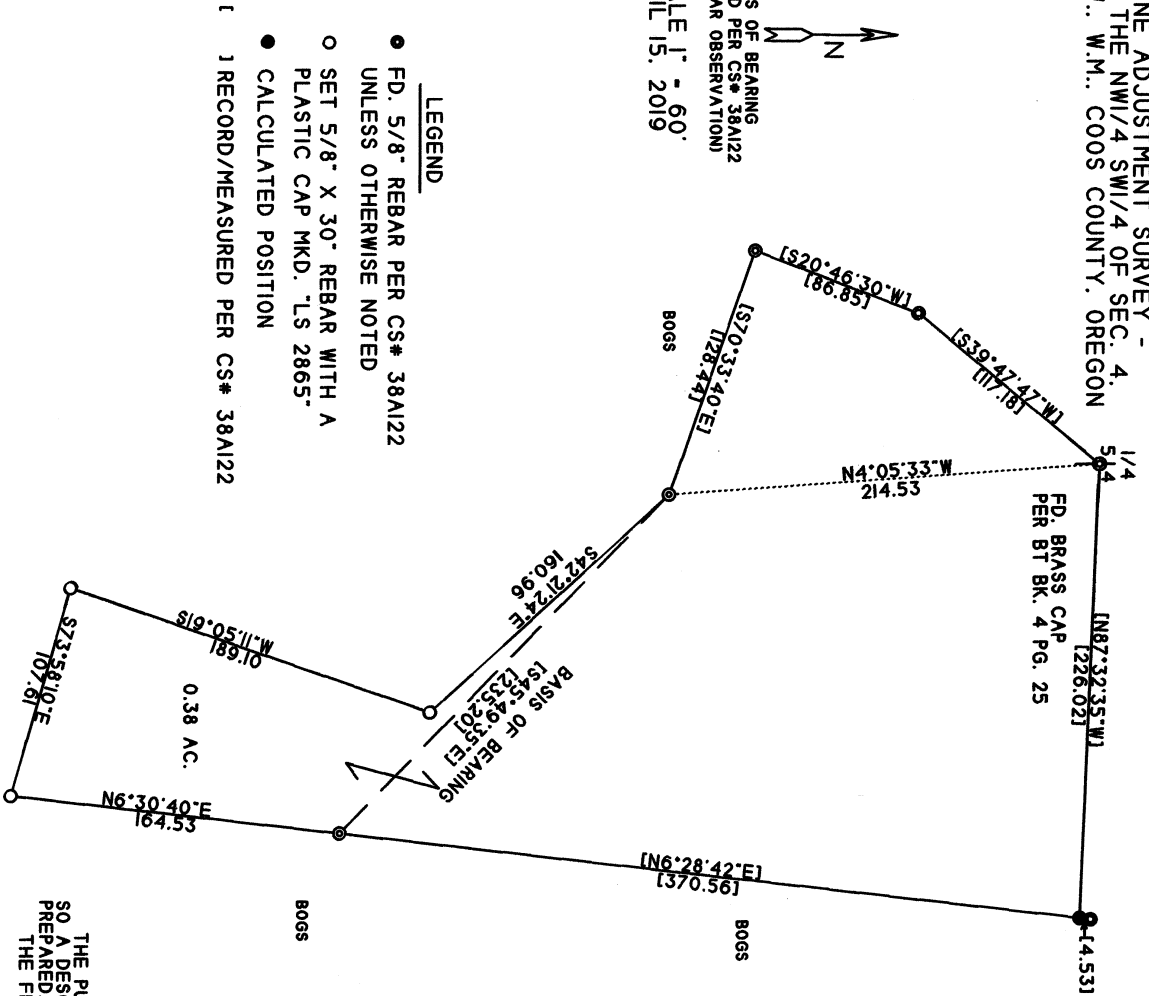 NE ADJUSTMENT SURVEY -
THE NW1/4 SW1/4 OF SEC. 4,
W.M., COOS COUNTY, OREGON
N
S OF BEARING
D PER CS# 38A122
AR OBSERVATION)
LE 1" = 60'
IL 15, 2019
LEGEND
FD. 5/8" REBAR PER CS# 38A122
UNLESS OTHERWISE NOTED
SET 5/8" X 30" REBAR WITH A
PLASTIC CAP MKD. "LS 2865"
CALCULATED POSITION
[ ] RECORD/MEASURED PER CS# 38A122
[S20°46'30"W]
[86.85]
[S39°47'47"W]
[117.18]
1/4
5 4
FD. BRASS CAP
PER BT BK. 4 PG. 25
[N87°32'35"W]
[226.02]
[4.53]
[S70°33'40"E]
[128.44]
BOGS
N4°05'33"W
214.53
S42°21'24"E
160.96
BASIS OF BEARING
[S45°49'35"E]
[235.20]
S19°05'11"W
189.10
0.38 AC.
S73°58'10"E
107.61
N6°30'40"E
164.53
[N6°28'42"E]
[370.56]
BOGS
BOGS
THE PU
SO A DESC
PREPARED.
THE F